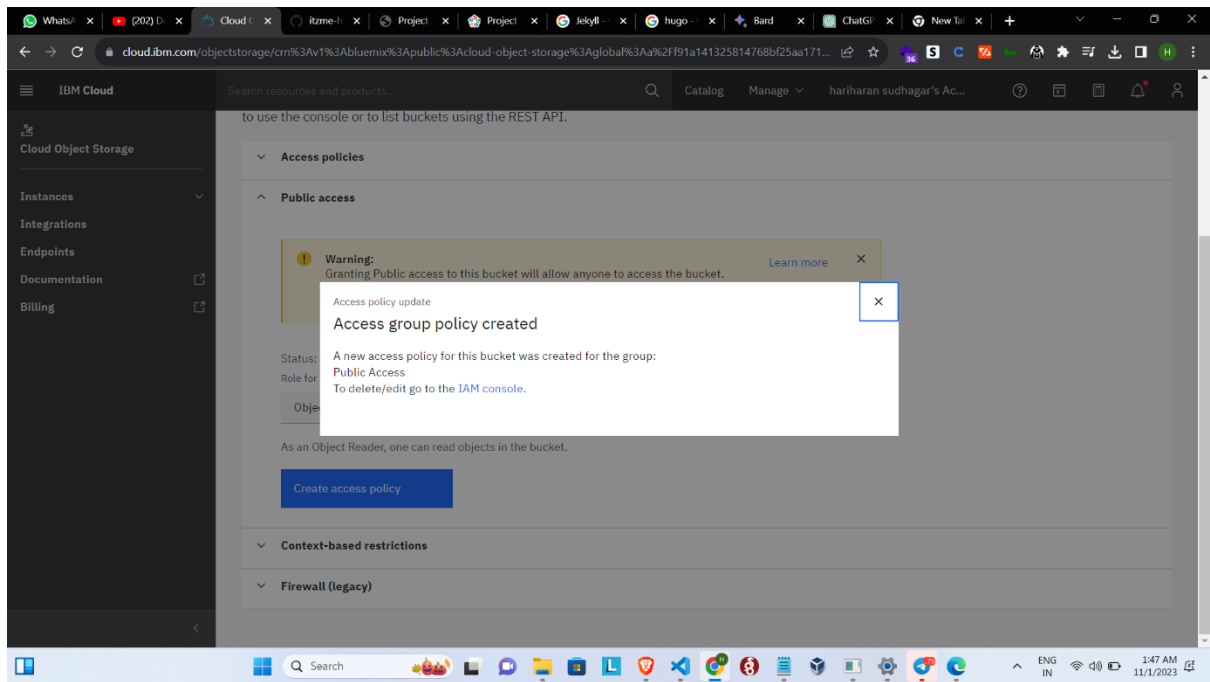 WhatsA
(202) D
Cloud C
itzme-h
Project
Project
Jekyll -
hugo -
Bard
ChatGP
New Tal
cloud.ibm.com/objectstorage/crn%3Av1%3Abluemix%3Apublic%3Acloud-object-storage%3Aglobal%3Aa%2Ff91a141325814768bf25aa171...
36
S
C
H
IBM Cloud
Search resources and products...
Catalog
Manage
hariharan sudhagar's Ac...
to use the console or to list buckets using the REST API.
Cloud Object Storage
Instances
Integrations
Endpoints
Documentation
Billing
Access policies
Public access
Warning:
Granting Public access to this bucket will allow anyone to access the bucket.
Learn more
Access policy update
Access group policy created
A new access policy for this bucket was created for the group:
Public Access
To delete/edit go to the IAM console.
Status:
Role for
Obje
As an Object Reader, one can read objects in the bucket.
Create access policy
Context-based restrictions
Firewall (legacy)
Search
L
ENG
IN
1:47 AM
11/1/2023